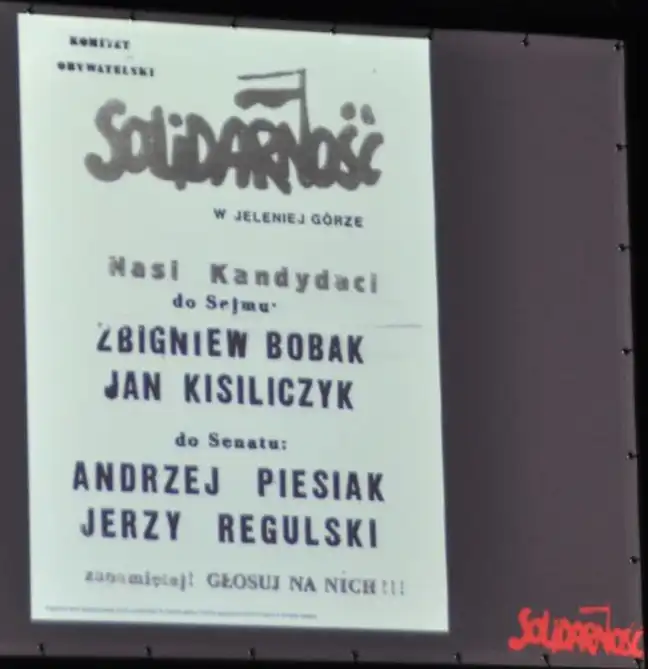 KOMITET
OBYWATELSKI
SOLIDARNOŚĆ
W JELENIEJ GÓRZE
Nasi Kandydaci
do Sejmu:
ZBIGNIEW BOBAK
JAN KISILICZYK
do Senatu:
ANDRZEJ PIESIAK
JERZY REGULSKI
zapamiętaj! GŁOSUJ NA NICH!!!
SOLIDARNOŚĆ